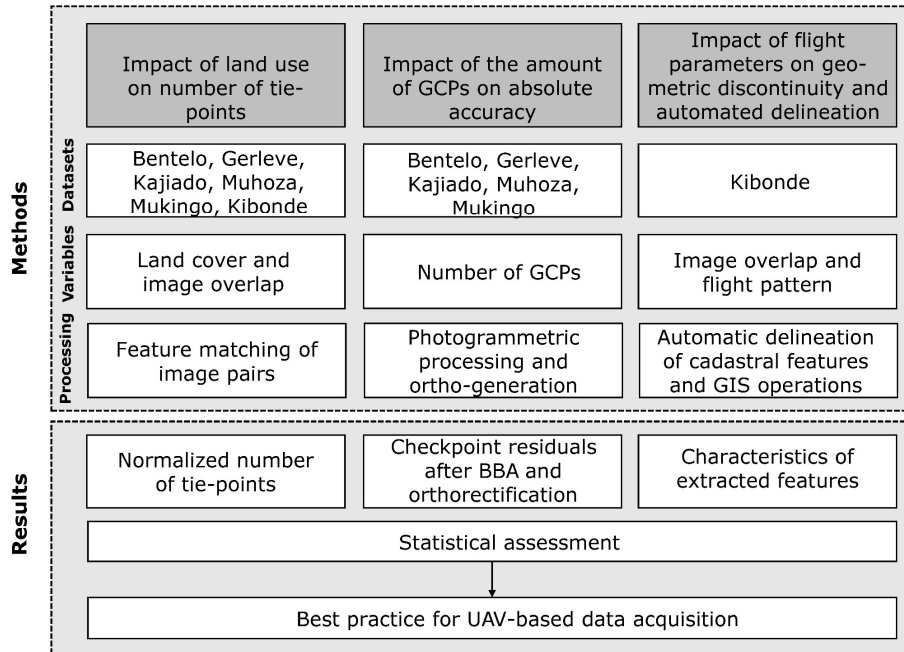 Methods
Impact of land use
on number of tie-
points
Impact of the amount
of GCPs on absolute
accuracy
Impact of flight
parameters on geo-
metric discontinuity and
automated delineation
Datasets
Bentelo, Gerleve,
Kajiado, Muhoza,
Mukingo, Kibonde
Bentelo, Gerleve,
Kajiado, Muhoza,
Mukingo
Kibonde
Variables
Land cover and
image overlap
Number of GCPs
Image overlap and
flight pattern
Processing
Feature matching of
image pairs
Photogrammetric
processing and
ortho-generation
Automatic delineation
of cadastral features
and GIS operations
Results
Normalized number
of tie-points
Checkpoint residuals
after BBA and
orthorectification
Characteristics of
extracted features
Statistical assessment
Best practice for UAV-based data acquisition